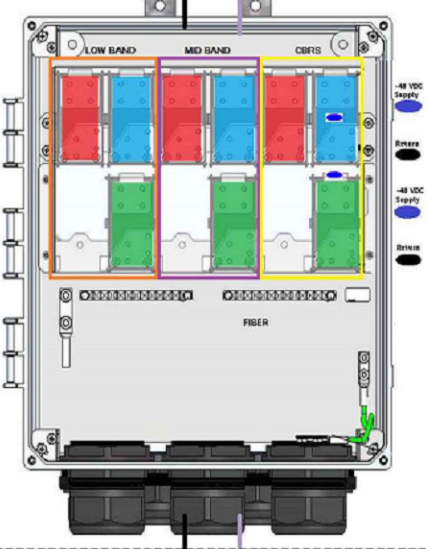 LOW BAND
MID BAND
CBRS
-48 VDC
Supply
Return
-48 VDC
Supply
Return
FIBER